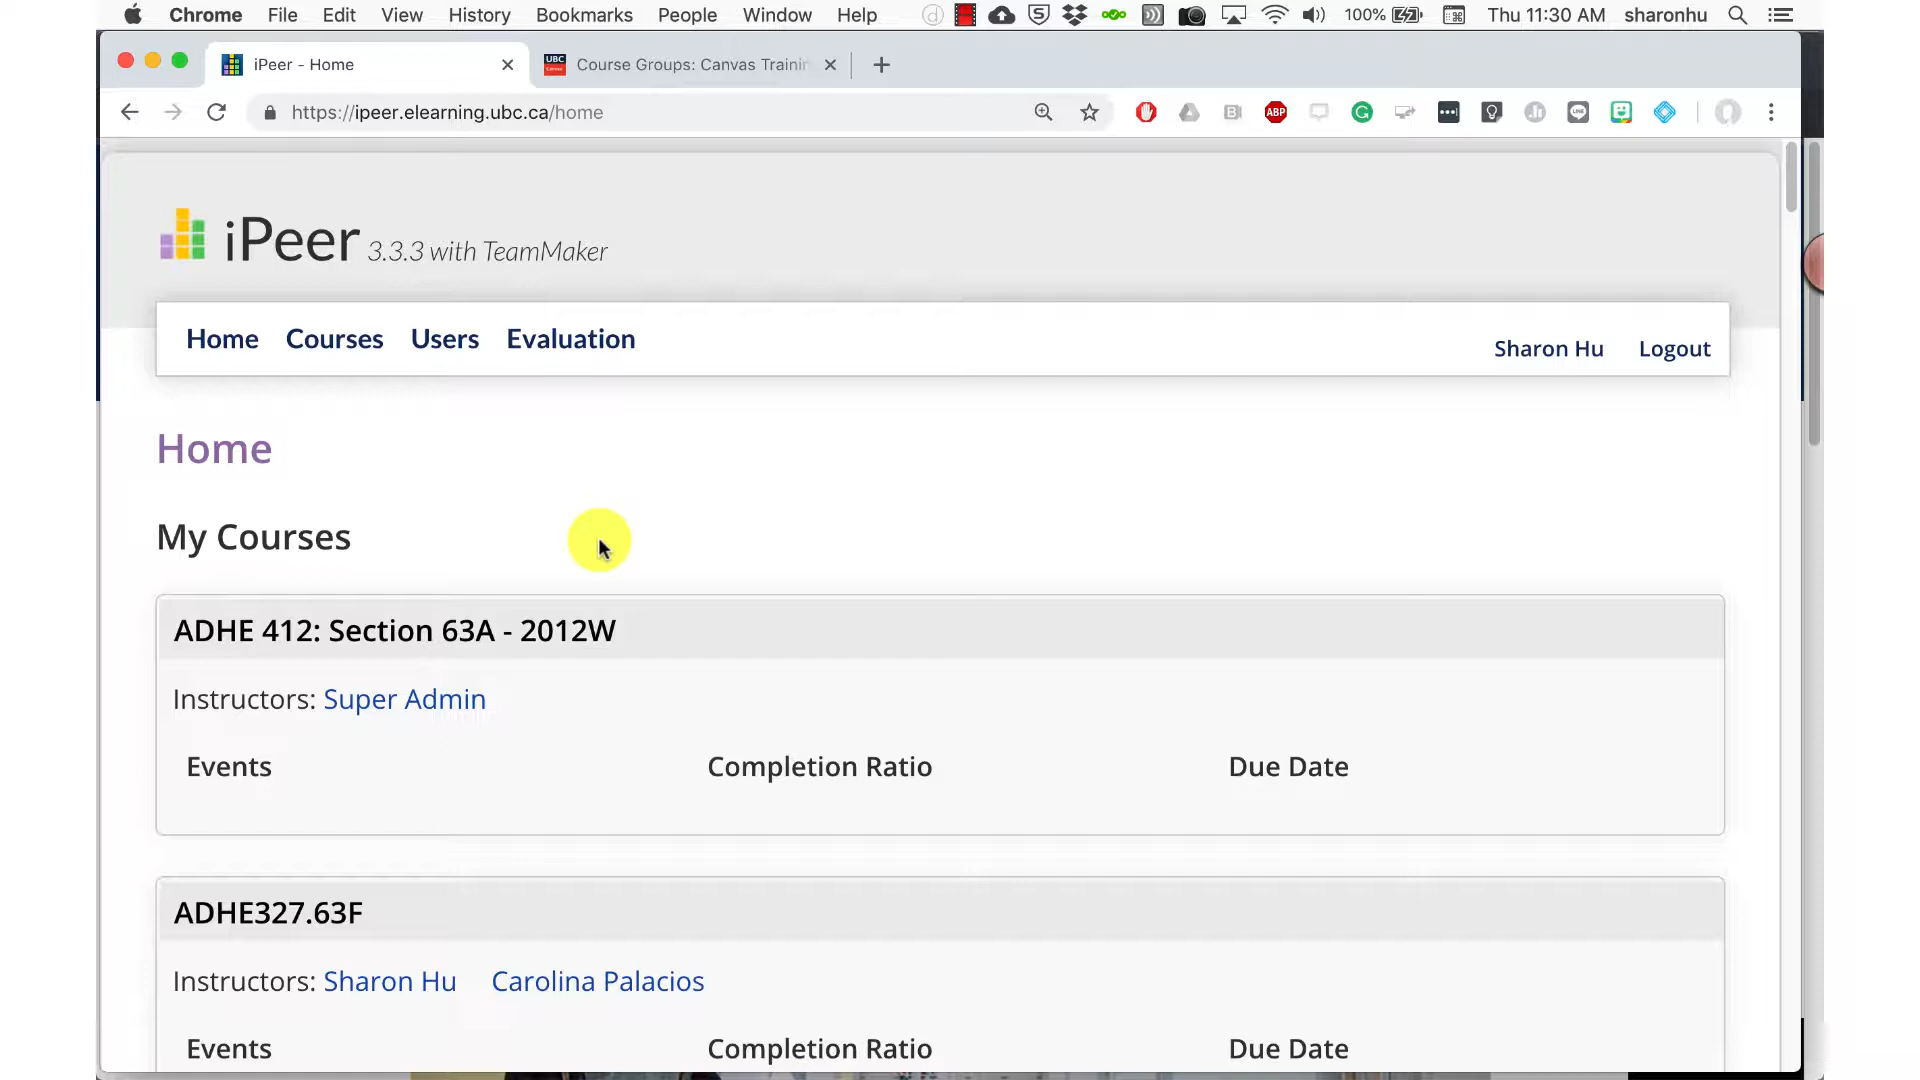 Chrome File Edit View History Bookmarks People Window Help 100% Thu 11:30 AM sharonhu
iPeer - Home UBC Course Groups: Canvas Trainin
https://ipeer.elearning.ubc.ca/home ABP
iPeer 3.3.3 with TeamMaker
Home Courses Users Evaluation Sharon Hu Logout
Home
My Courses
ADHE 412: Section 63A - 2012W
Instructors: Super Admin
Events Completion Ratio Due Date
ADHE327.63F
Instructors: Sharon Hu Carolina Palacios
Events Completion Ratio Due Date